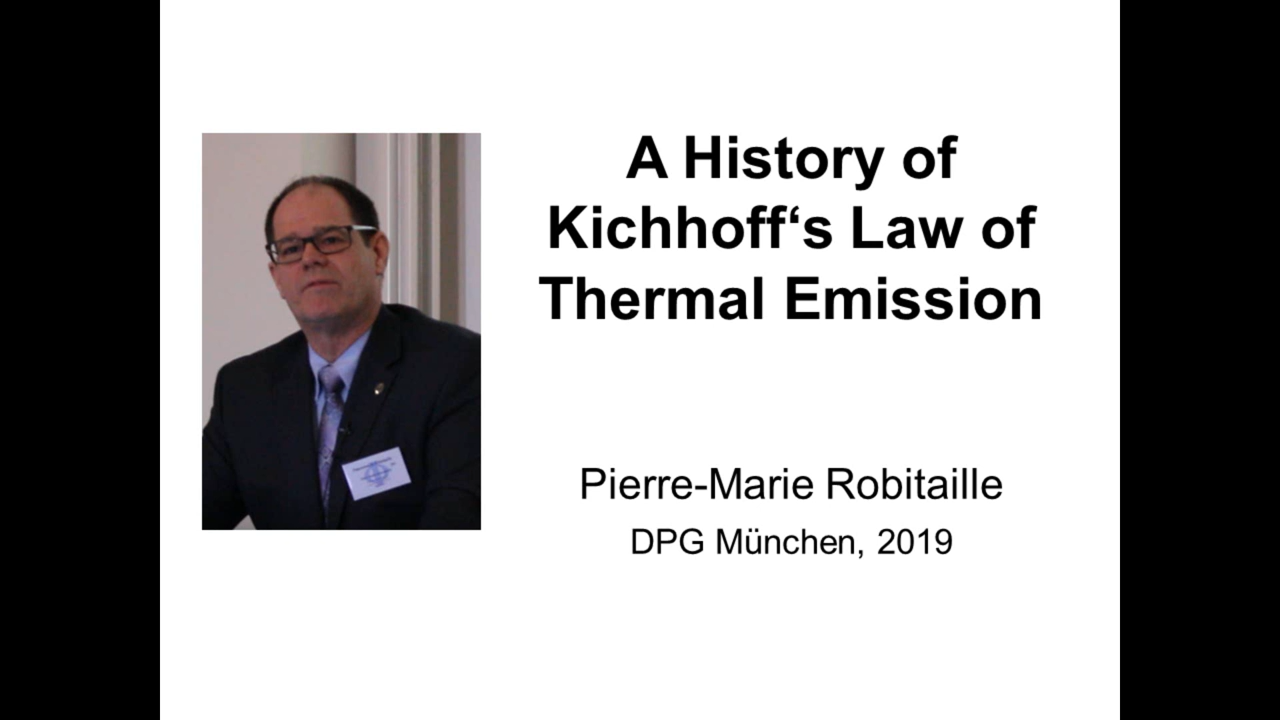 A History of
Kichhoff‘s Law of
Thermal Emission
Pierre-Marie Robitaille
DPG München, 2019